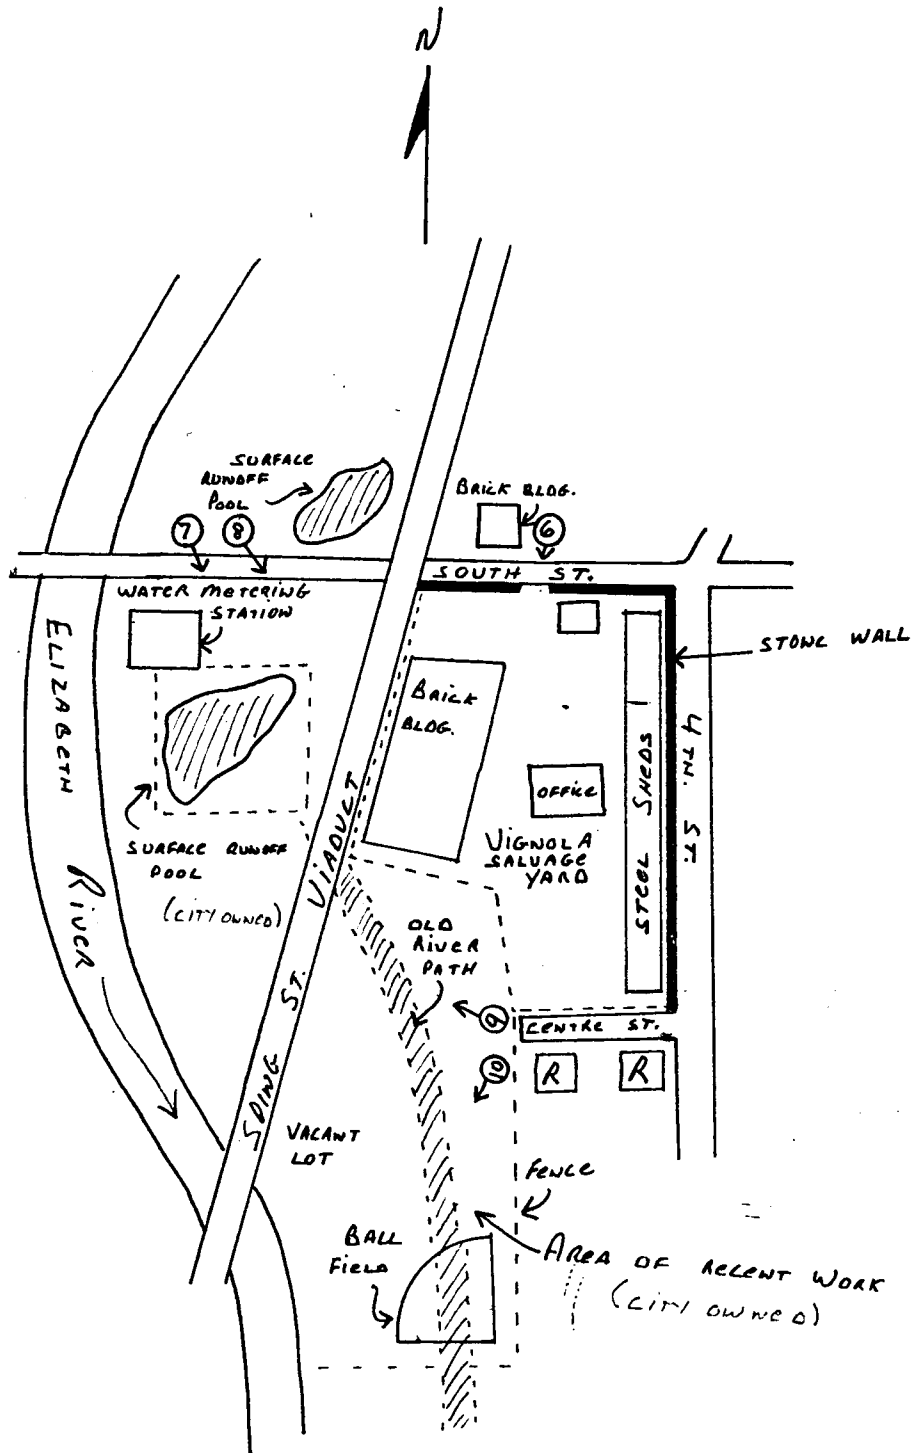 N
SURFACE
RUNOFF
POOL
BRICK BLDG.
7
8
6
SOUTH ST.
WATER METERING
STATION
STONE WALL
ELIZABETH
RIVER
BRICK
BLDG.
4TH. ST.
STEEL SHEDS
OFFICE
VIGNOLA
SALVAGE
YARD
SURFACE RUNOFF
POOL
(CITY OWNED)
SDING ST. VIADUCT
OLD
RIVER
PATH
9
CENTRE ST.
10
R
R
VACANT
LOT
FENCE
BALL
FIELD
AREA OF RECENT WORK
(CITY OWNED)